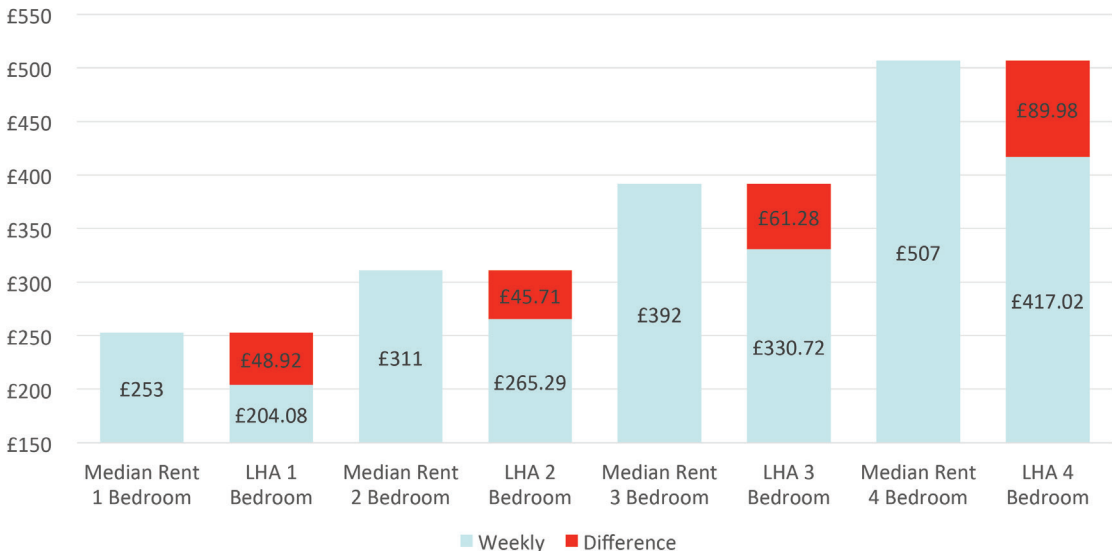 £550
£500
£450
£400
£350
£300
£250
£200
£150
£253
£48.92
£204.08
£311
£45.71
£265.29
£392
£61.28
£330.72
£507
£89.98
£417.02
Median Rent
1 Bedroom
LHA 1
Bedroom
Median Rent
2 Bedroom
LHA 2
Bedroom
Median Rent
3 Bedroom
LHA 3
Bedroom
Median Rent
4 Bedroom
LHA 4
Bedroom
Weekly
Difference